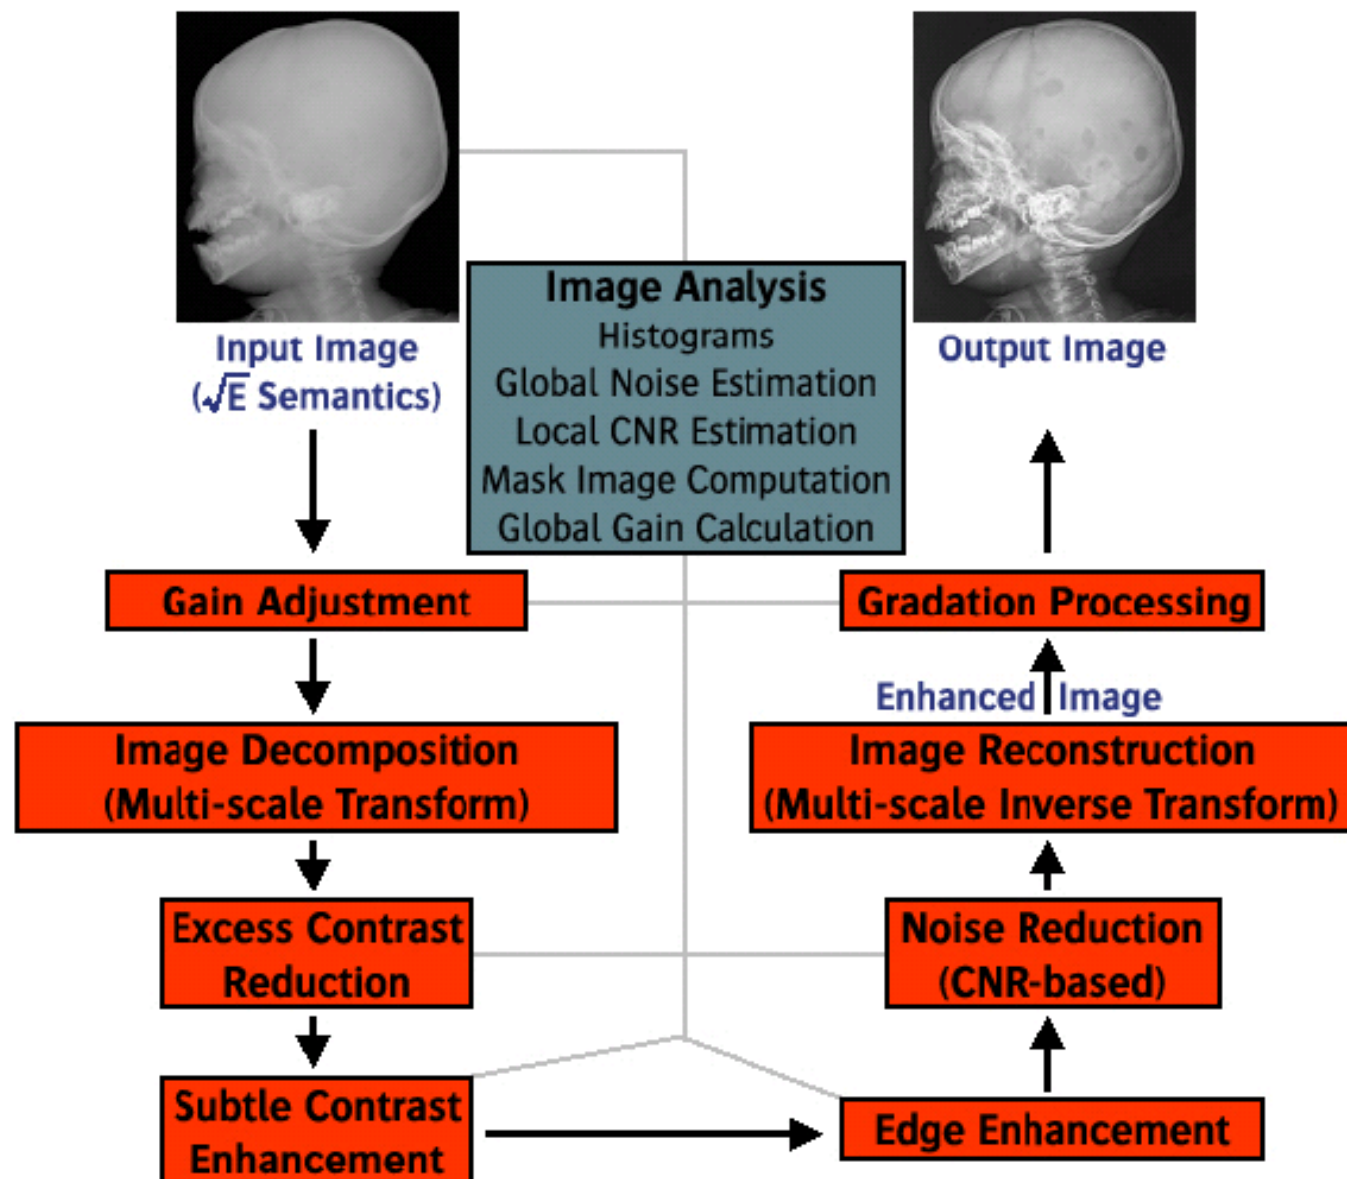 Input Image
(√E Semantics)
Image Analysis
Histograms
Global Noise Estimation
Local CNR Estimation
Mask Image Computation
Global Gain Calculation
Output Image
Gain Adjustment
Gradation Processing
Enhanced Image
Image Decomposition
(Multi-scale Transform)
Image Reconstruction
(Multi-scale Inverse Transform)
Excess Contrast
Reduction
Noise Reduction
(CNR-based)
Subtle Contrast
Enhancement
Edge Enhancement